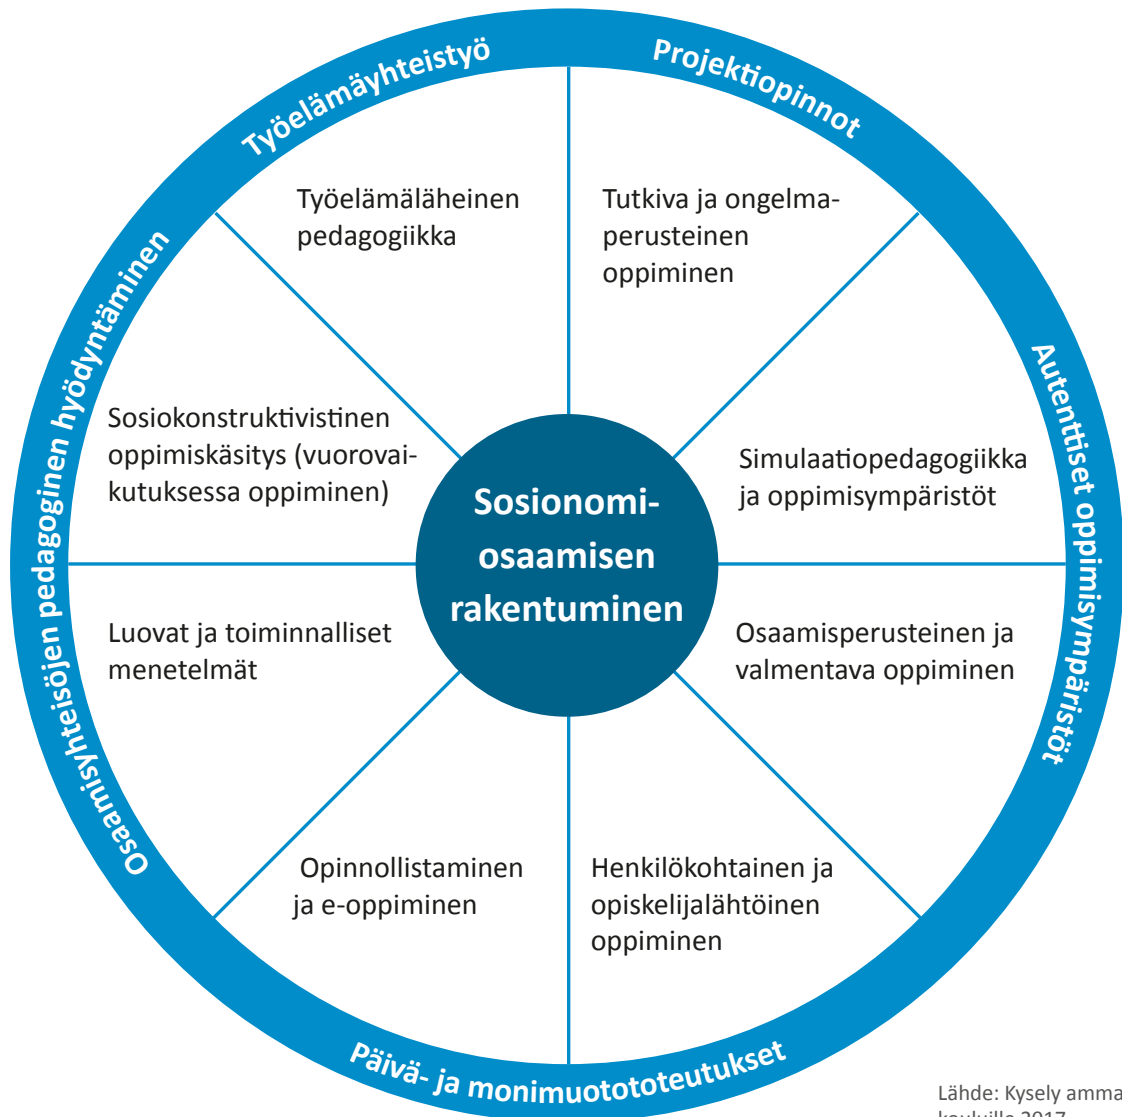 Työelämäyhteistyö
Projektiopinnot
Autenttiset oppimisympäristöt
Päivä- ja monimuotototeutukset
Osaamisyhteisöjen pedagoginen hyödyntäminen
Työelämäläheinen
pedagogiikka
Tutkiva ja ongelma-
perusteinen
oppiminen
Simulaatiopedagogiikka
ja oppimisympäristöt
Osaamisperusteinen ja
valmentava oppiminen
Henkilökohtainen ja
opiskelijalähtöinen
oppiminen
Opinnollistaminen
ja e-oppiminen
Luovat ja toiminnalliset
menetelmät
Sosiokonstruktivistinen
oppimiskäsitys (vuorovai-
kutuksessa oppiminen)
Sosionomi-
osaamisen
rakentuminen
Lähde: Kysely amma